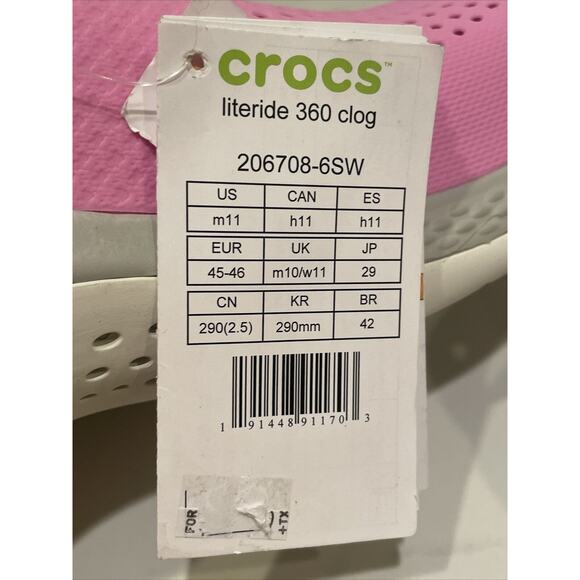 crocs™
literide 360 clog
206708-6SW
US CAN ES
m11 h11 h11
EUR UK JP
45-46 m10/w11 29
CN KR BR
290(2.5) 290mm 42
1 91448 91170 3
FOR
+TX